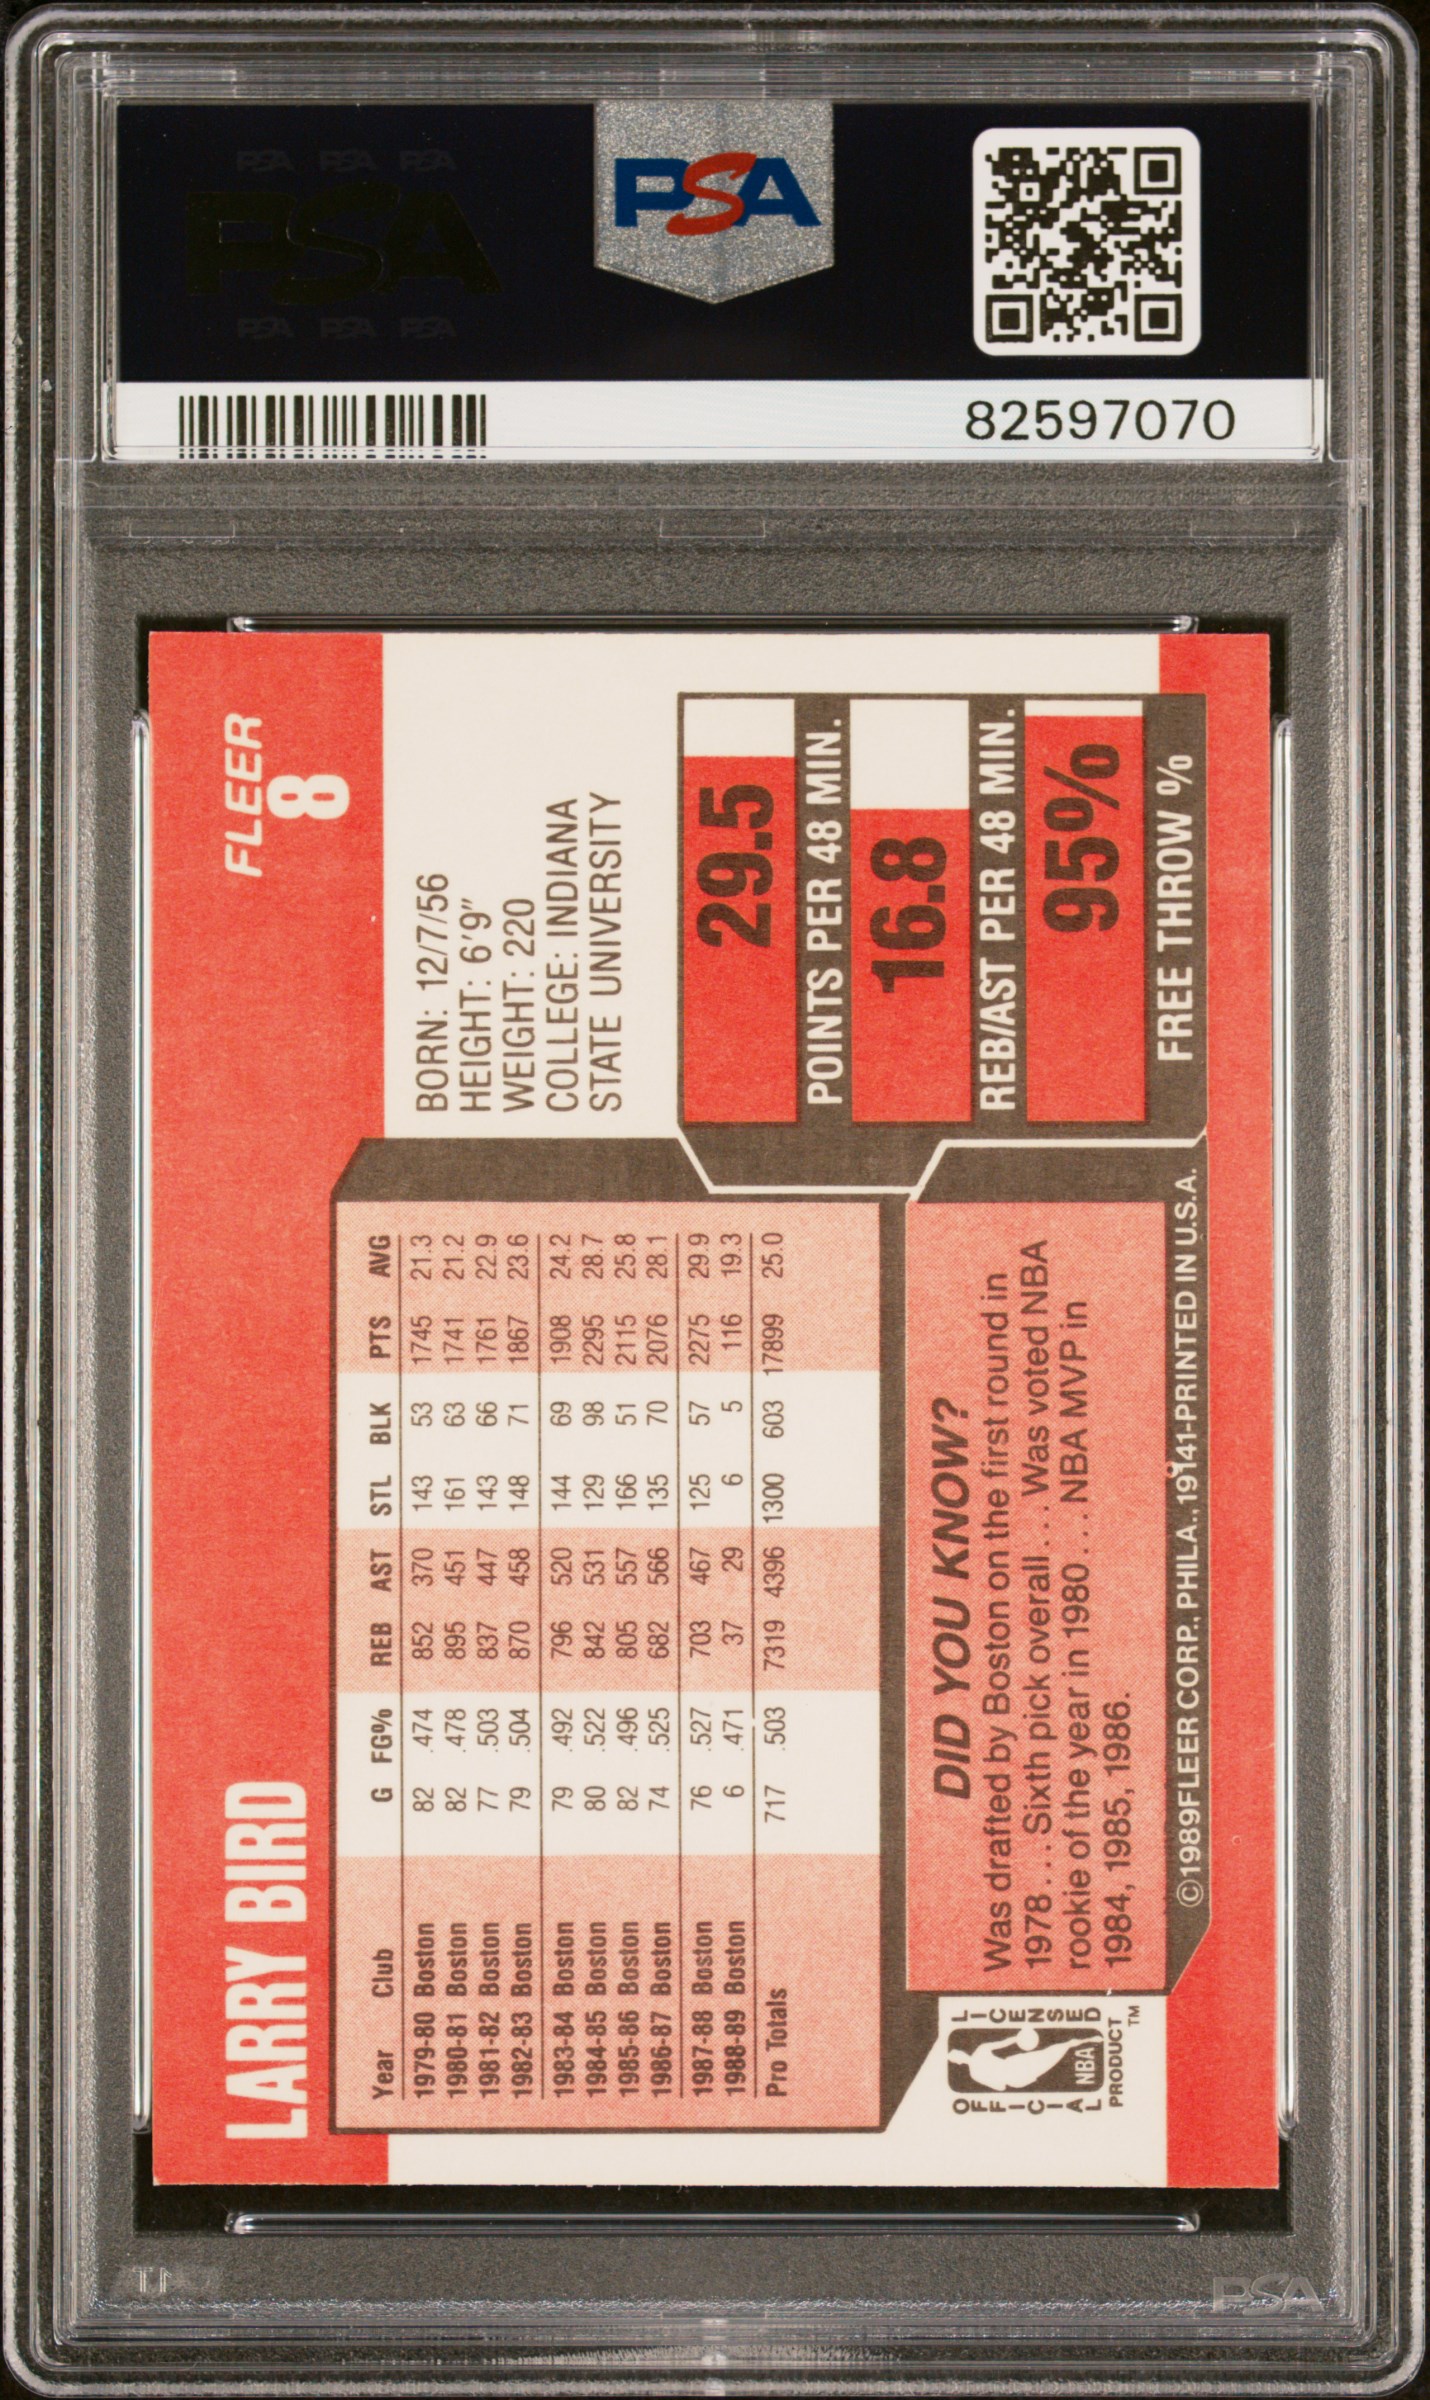 PSA PSA PSA
PSA
PSA PSA PSA
PSA
82597070
LARRY BIRD
FLEER
8
Year Club G FG% REB AST STL BLK PTS AVG
1979-80 Boston 82 .474 852 370 143 53 1745 21.3
1980-81 Boston 82 .478 895 451 161 63 1741 21.2
1981-82 Boston 77 .503 837 447 143 66 1761 22.9
1982-83 Boston 79 .504 870 458 148 71 1867 23.6
1983-84 Boston 79 .492 796 520 144 69 1908 24.2
1984-85 Boston 80 .522 842 531 129 98 2295 28.7
1985-86 Boston 82 .496 805 557 166 51 2115 25.8
1986-87 Boston 74 .525 682 566 135 70 2076 28.1
1987-88 Boston 76 .527 703 467 125 57 2275 29.9
1988-89 Boston 6 .471 37 29 6 5 116 19.3
Pro Totals 717 .503 7319 4396 1300 603 17899 25.0
BORN: 12/7/56
HEIGHT: 6'9"
WEIGHT: 220
COLLEGE: INDIANA
STATE UNIVERSITY
29.5
POINTS PER 48 MIN.
16.8
REB/AST PER 48 MIN.
95%
FREE THROW %
DID YOU KNOW?
Was drafted by Boston on the first round in
1978 . . . Sixth pick overall . . . Was voted NBA
rookie of the year in 1980 . . . NBA MVP in
1984, 1985, 1986.
OFFICIAL
NBA
LICENSED
PRODUCT ™
©1989 FLEER CORP., PHILA., 19141-PRINTED IN U.S.A.
PSA